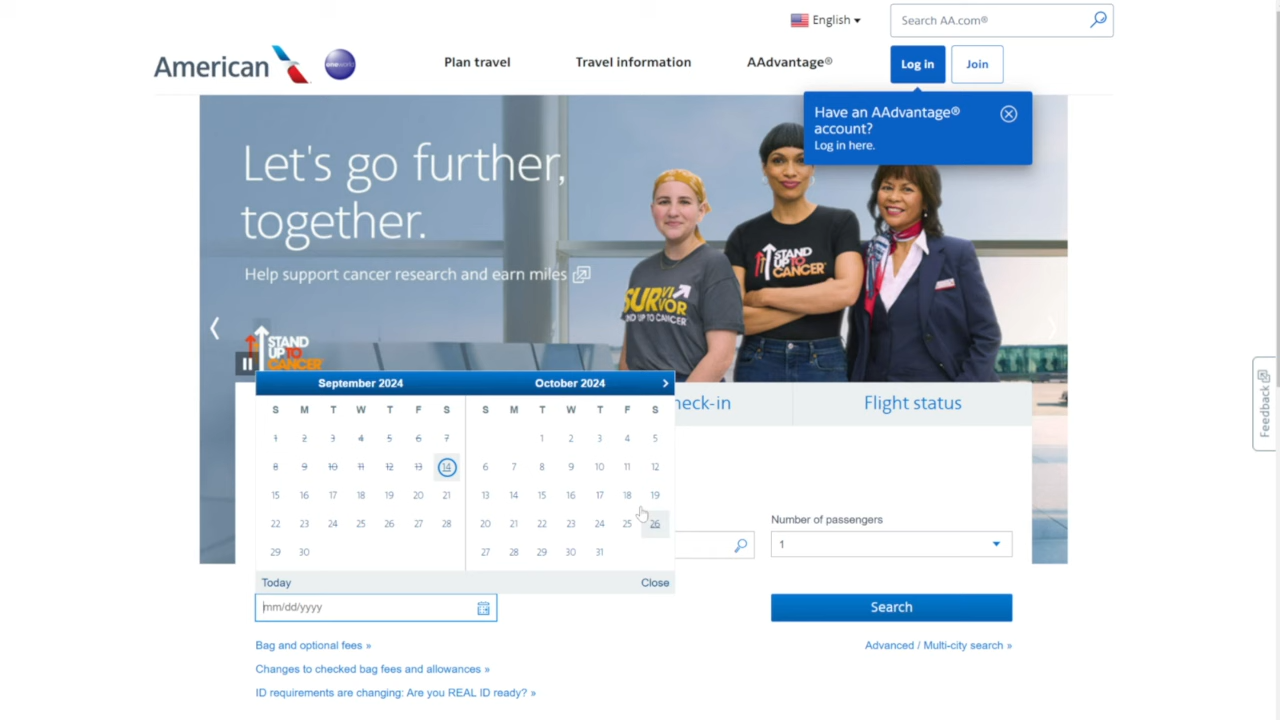 English
Search AA.com®
American
Plan travel
Travel information
AAdvantage®
Log in
Join
Have an AAdvantage®
account?
Log in here.
Let's go further,
together.
Help support cancer research and earn miles
STAND
UP TO
CANCER
SURVIVOR
STAND
UP TO
CANCER
Feedback
September 2024
October 2024
S M T W T F S
S M T W T F S
1 2 3 4 5 6 7
1 2 3 4 5
8 9 10 11 12 13 14
6 7 8 9 10 11 12
15 16 17 18 19 20 21
13 14 15 16 17 18 19
22 23 24 25 26 27 28
20 21 22 23 24 25 26
29 30
27 28 29 30 31
Today
Close
heck-in
Flight status
Number of passengers
1
mm/dd/yyyy
Search
Bag and optional fees »
Advanced / Multi-city search »
Changes to checked bag fees and allowances »
ID requirements are changing: Are you REAL ID ready? »